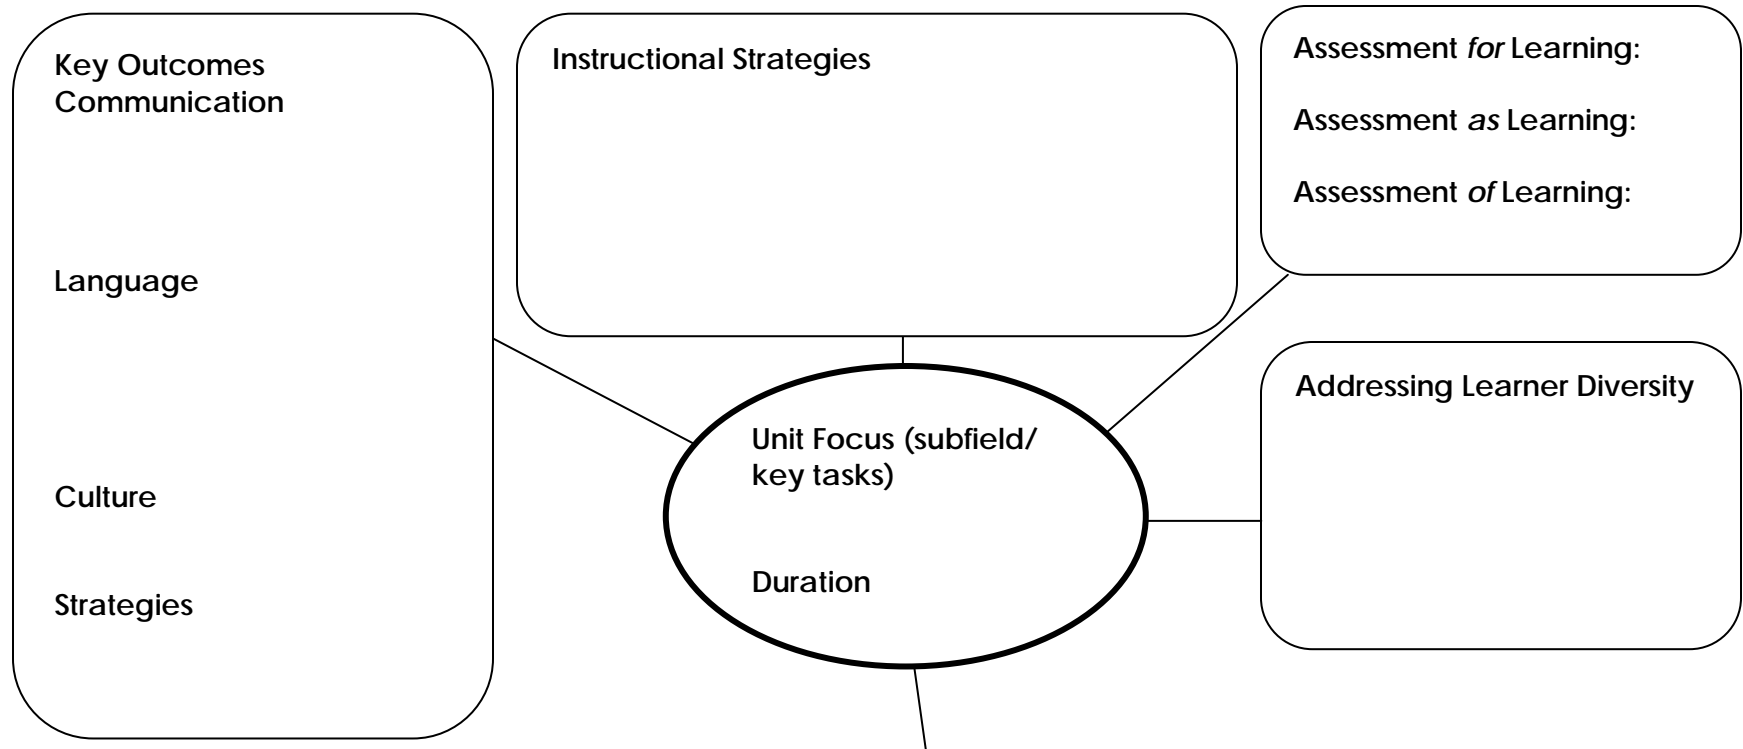 Key Outcomes
Communication
Language
Culture
Strategies
Instructional Strategies
Assessment for Learning:
Assessment as Learning:
Assessment of Learning:
Addressing Learner Diversity
Unit Focus (subfield/
key tasks)
Duration